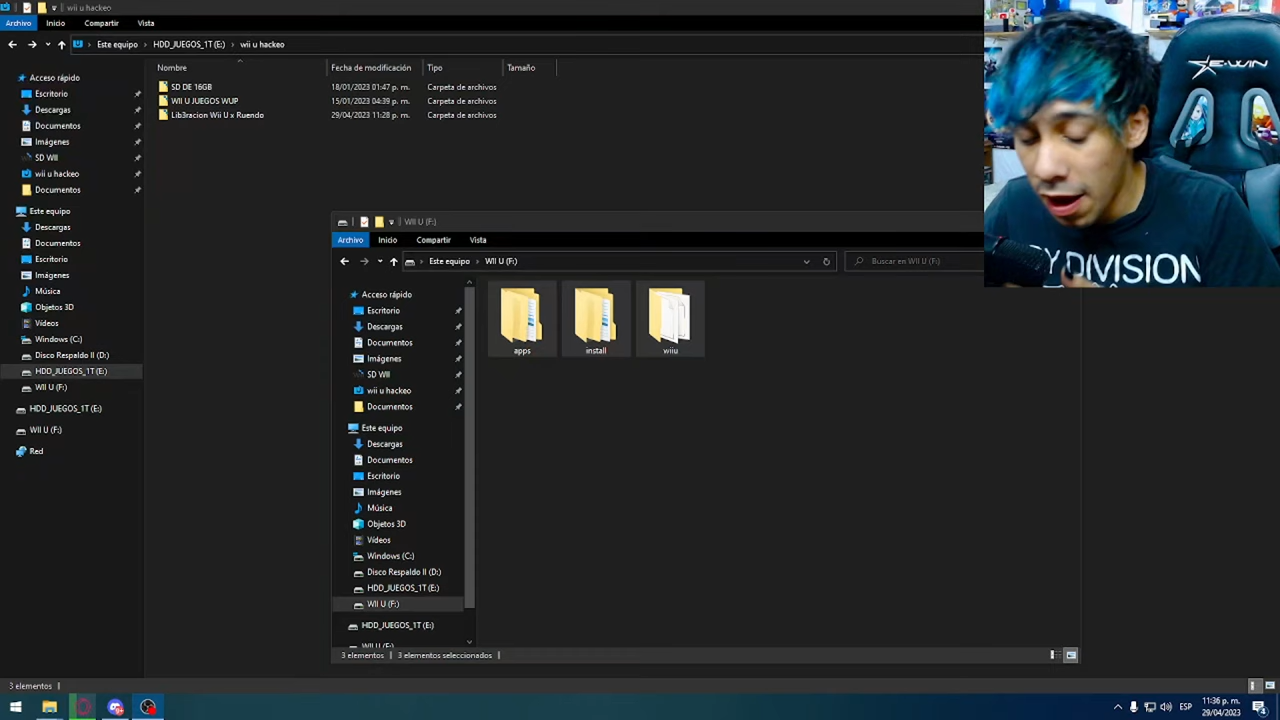 wii u hackeo
Archivo Inicio Compartir Vista
Este equipo HDD_JUEGOS_1T (E:) wii u hackeo
Nombre Fecha de modificación Tipo Tamaño
SD DE 16GB 18/01/2023 01:47 p. m. Carpeta de archivos
WII U JUEGOS WUP 15/01/2023 04:39 p. m. Carpeta de archivos
Lib3racion Wii U x Ruendo 29/04/2023 11:28 p. m. Carpeta de archivos
Acceso rápido
Escritorio
Descargas
Documentos
Imágenes
SD WII
wii u hackeo
Documentos
Este equipo
Descargas
Documentos
Escritorio
Imágenes
Música
Objetos 3D
Vídeos
Windows (C:)
Disco Respaldo II (D:)
HDD_JUEGOS_1T (E:)
WII U (F:)
HDD_JUEGOS_1T (E:)
WII U (F:)
Red
3 elementos
WII U (F:)
Archivo Inicio Compartir Vista
Este equipo WII U (F:) Buscar en WII U (F:)
Acceso rápido
Escritorio
Descargas
Documentos
Imágenes
SD WII
wii u hackeo
Documentos
Este equipo
Descargas
Documentos
Escritorio
Imágenes
Música
Objetos 3D
Vídeos
Windows (C:)
Disco Respaldo II (D:)
HDD_JUEGOS_1T (E:)
WII U (F:)
HDD_JUEGOS_1T (E:)
WII U (F:)
apps install wiiu
3 elementos 3 elementos seleccionados
E-WIN
Y DIVISION
ESP
11:36 p. m.
29/04/2023
4